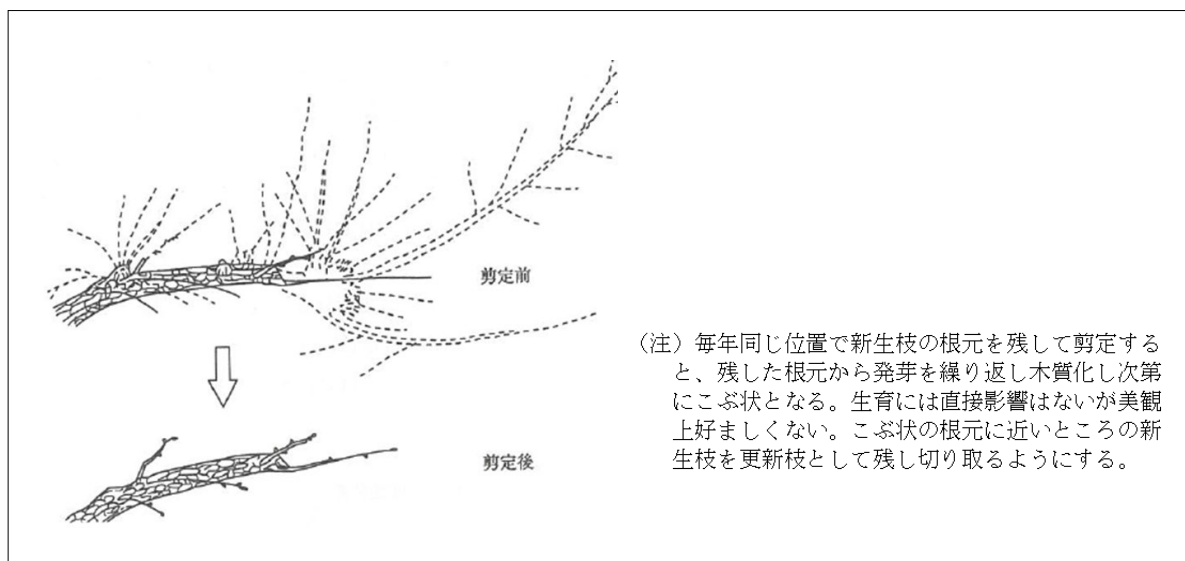 剪定前
(注)毎年同じ位置で新生枝の根元を残して剪定する
と、残した根元から発芽を繰り返し木質化し次第
にこぶ状となる。生育には直接影響はないが美観
上好ましくない。こぶ状の根元に近いところの新
生枝を更新枝として残し切り取るようにする。
剪定後